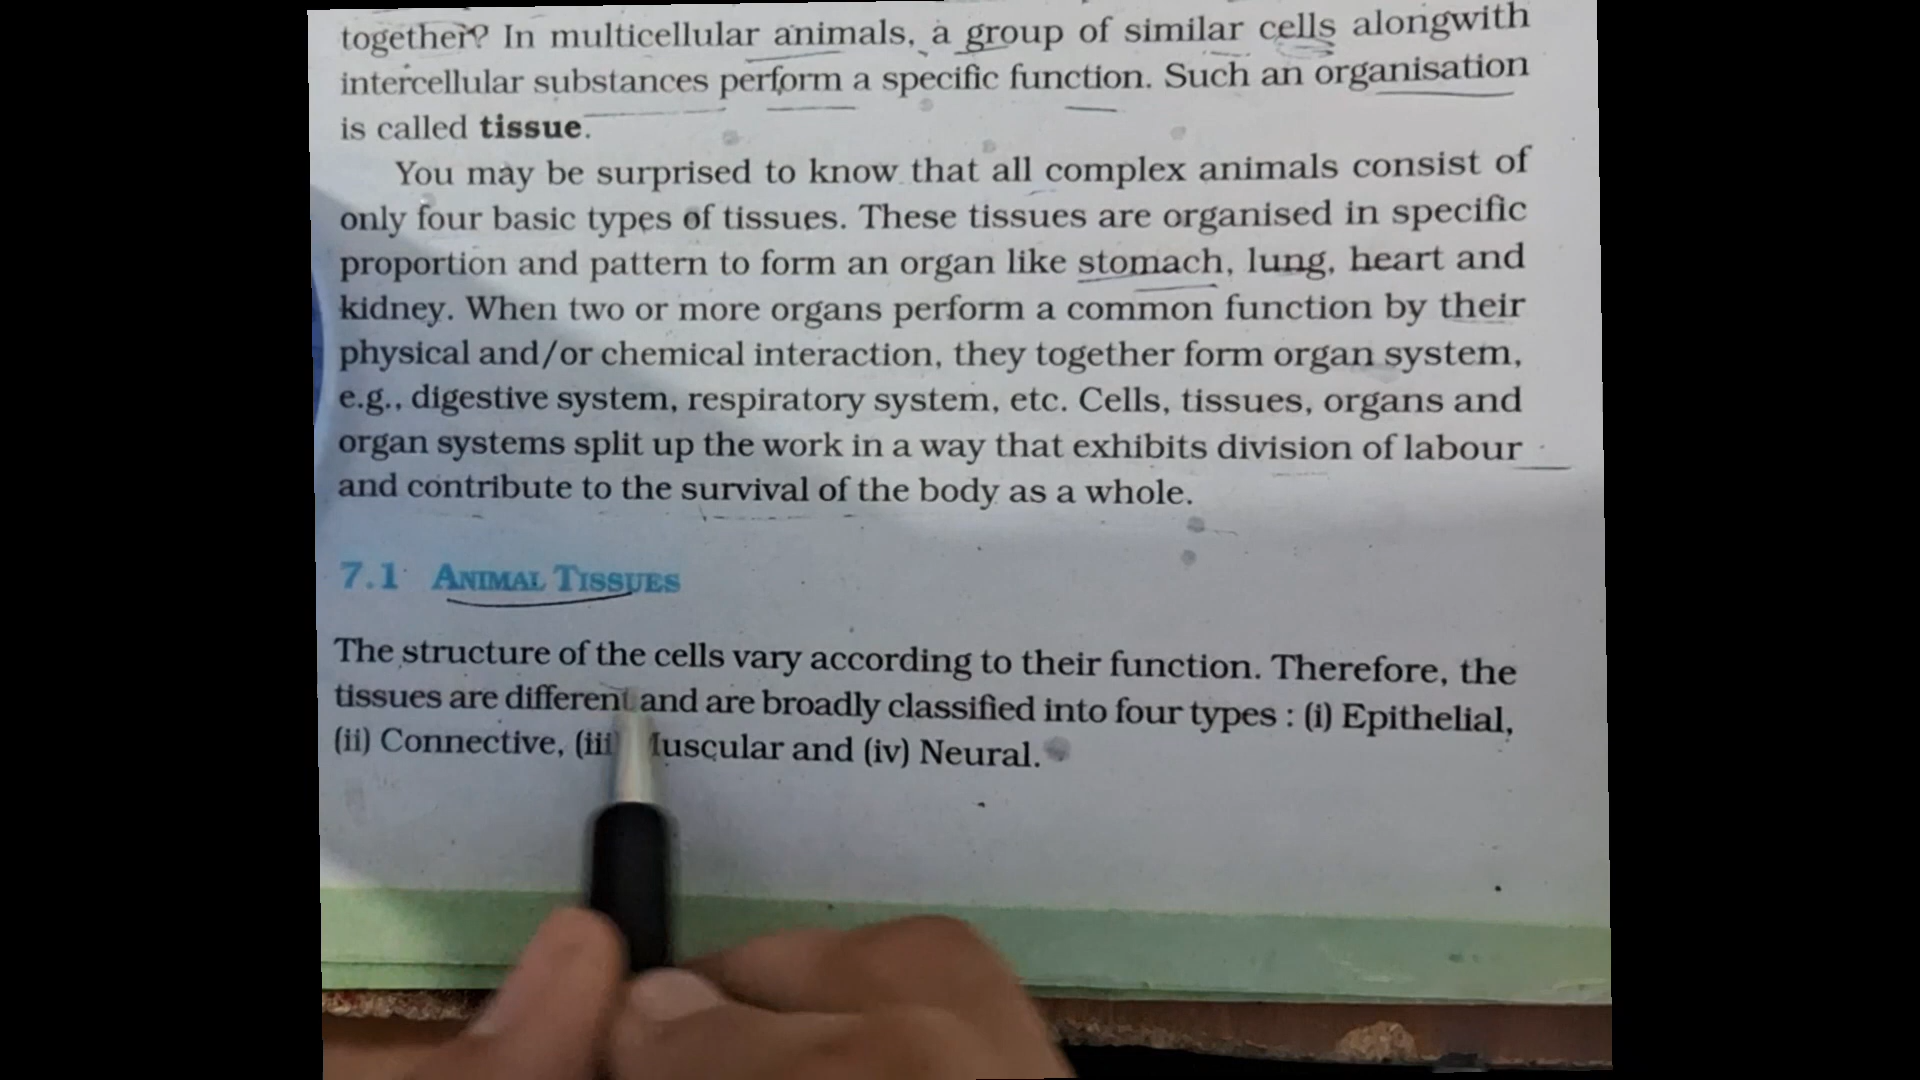 together? In multicellular animals, a group of similar cells alongwith
intercellular substances perform a specific function. Such an organisation
is called tissue.
You may be surprised to know that all complex animals consist of
only four basic types of tissues. These tissues are organised in specific
proportion and pattern to form an organ like stomach, lung, heart and
kidney. When two or more organs perform a common function by their
physical and/or chemical interaction, they together form organ system,
e.g., digestive system, respiratory system, etc. Cells, tissues, organs and
organ systems split up the work in a way that exhibits division of labour
and contribute to the survival of the body as a whole.
7.1 ANIMAL TISSUES
The structure of the cells vary according to their function. Therefore, the
tissues are different and are broadly classified into four types : (i) Epithelial,
(ii) Connective, (iii) Muscular and (iv) Neural.